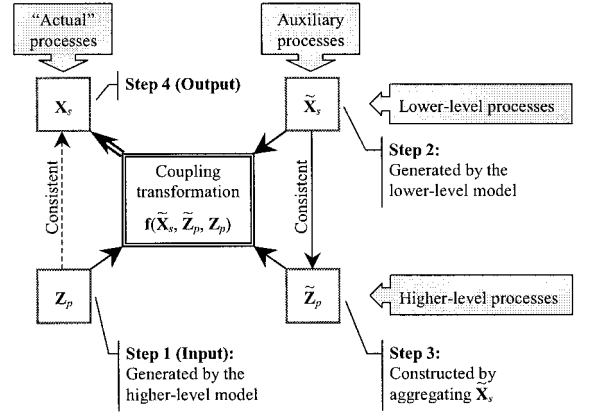 “Actual”
processes
Auxiliary
processes
Step 4 (Output)
Xₛ
X̃ₛ
Lower-level processes
Step 2:
Generated by the
lower-level model
Coupling
transformation
f(X̃ₛ, Z̃ₚ, Zₚ)
Consistent
Consistent
Zₚ
Z̃ₚ
Higher-level processes
Step 1 (Input):
Generated by the
higher-level model
Step 3:
Constructed by
aggregating X̃ₛ